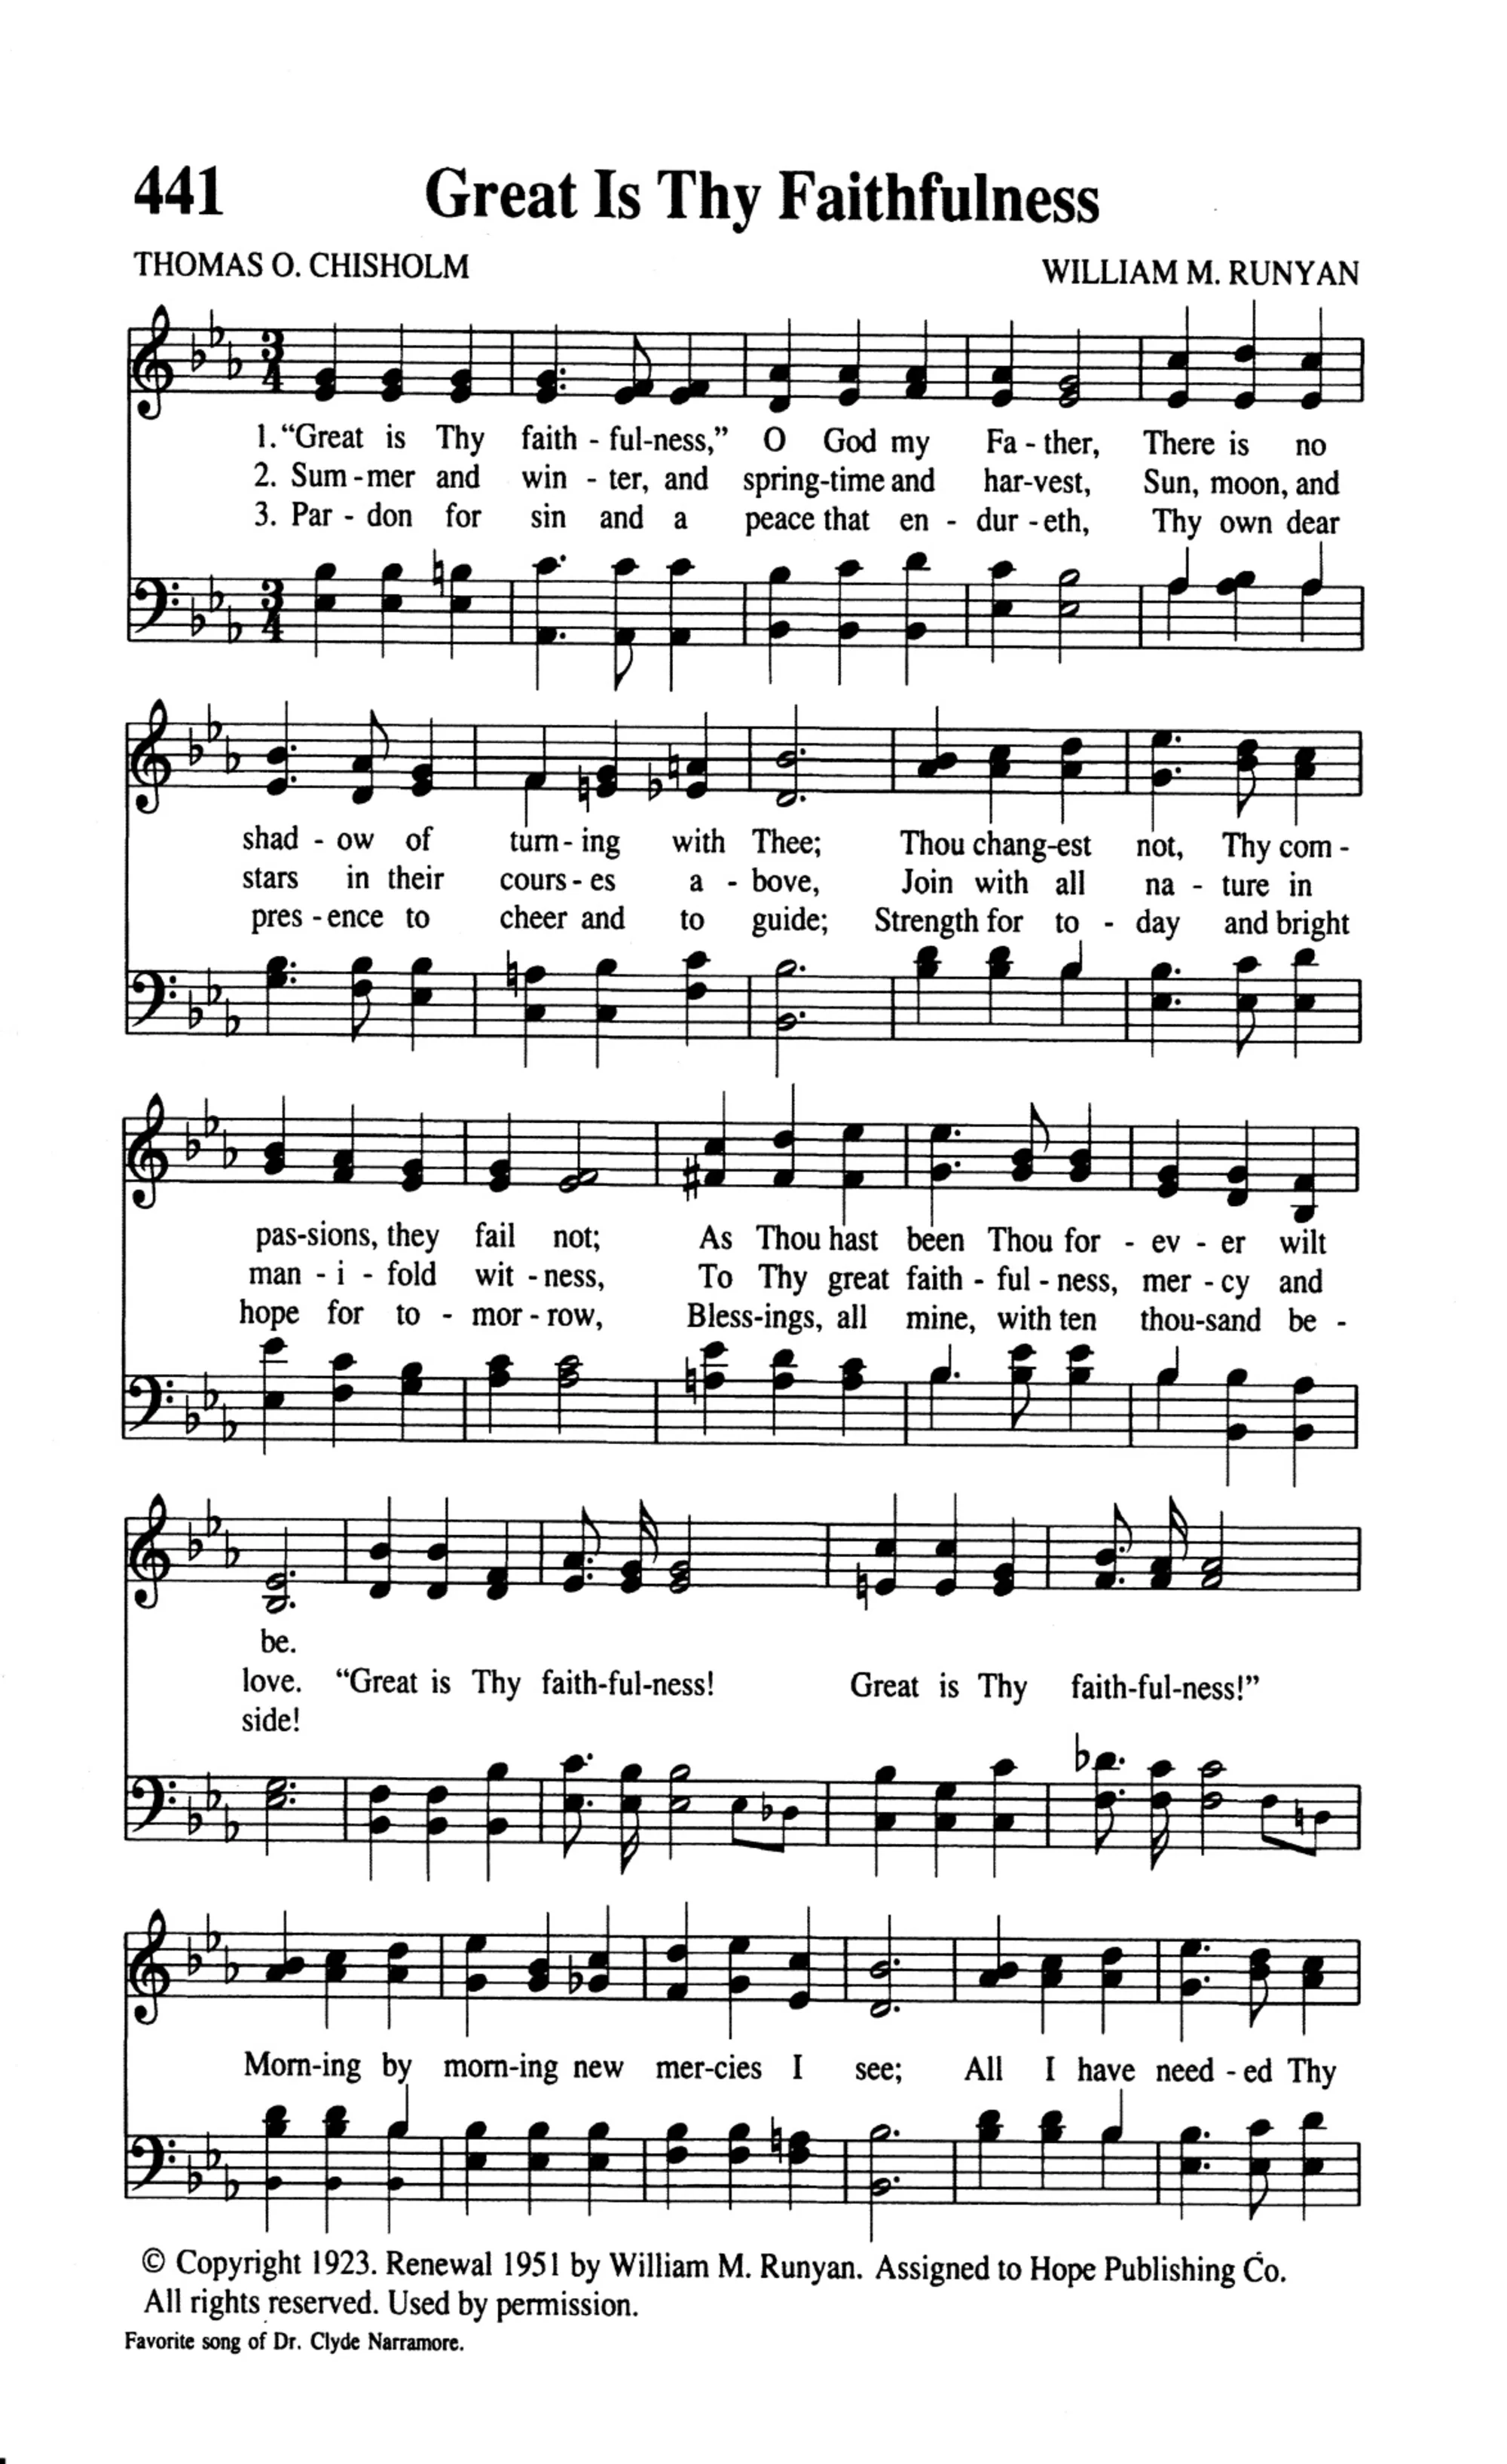 441 Great Is Thy Faithfulness
THOMAS O. CHISHOLM WILLIAM M. RUNYAN
1. “Great is Thy faith - ful-ness,” O God my Fa - ther, There is no
2. Sum - mer and win - ter, and spring-time and har-vest, Sun, moon, and
3. Par - don for sin and a peace that en - dur - eth, Thy own dear
shad - ow of turn - ing with Thee; Thou chang-est not, Thy com -
stars in their cours - es a - bove, Join with all na - ture in
pres - ence to cheer and to guide; Strength for to - day and bright
pas-sions, they fail not; As Thou hast been Thou for - ev - er wilt
man - i - fold wit - ness, To Thy great faith - ful - ness, mer - cy and
hope for to - mor - row, Bless-ings, all mine, with ten thou-sand be -
be.
love. “Great is Thy faith-ful-ness! Great is Thy faith-ful-ness!”
side!
Morn-ing by morn-ing new mer-cies I see; All I have need - ed Thy
© Copyright 1923. Renewal 1951 by William M. Runyan. Assigned to Hope Publishing Co.
All rights reserved. Used by permission.
Favorite song of Dr. Clyde Narramore.